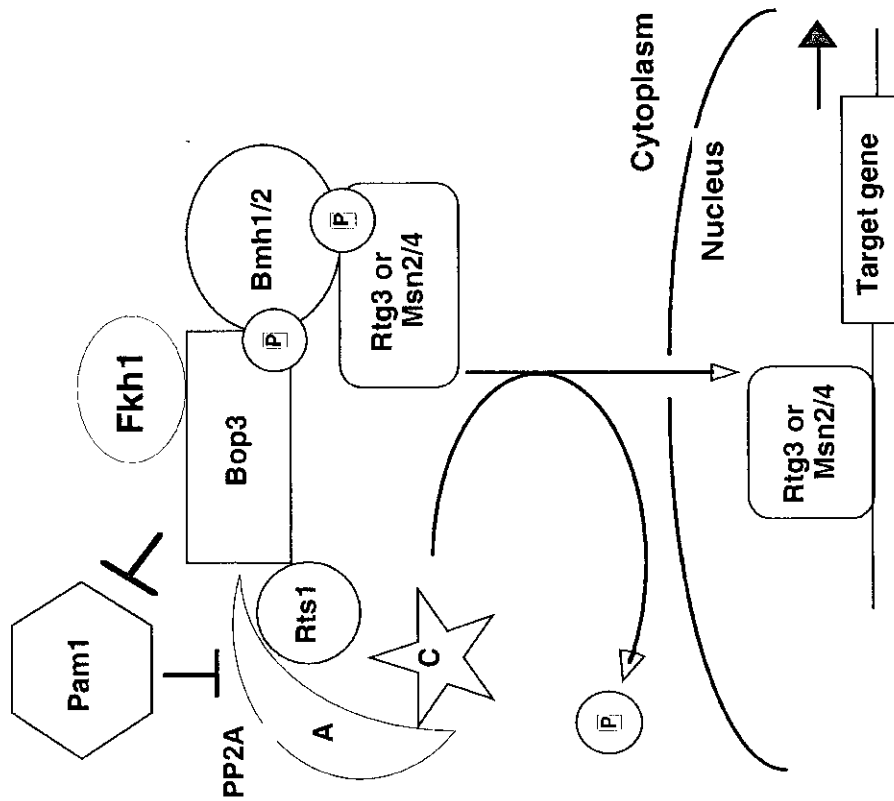 Pam1
Fkh1
PP2A
A
Bop3
Rts1
C
P
Bmh1/2
P
Rtg3 or
Msn2/4
P
Cytoplasm
Nucleus
Rtg3 or
Msn2/4
Target gene